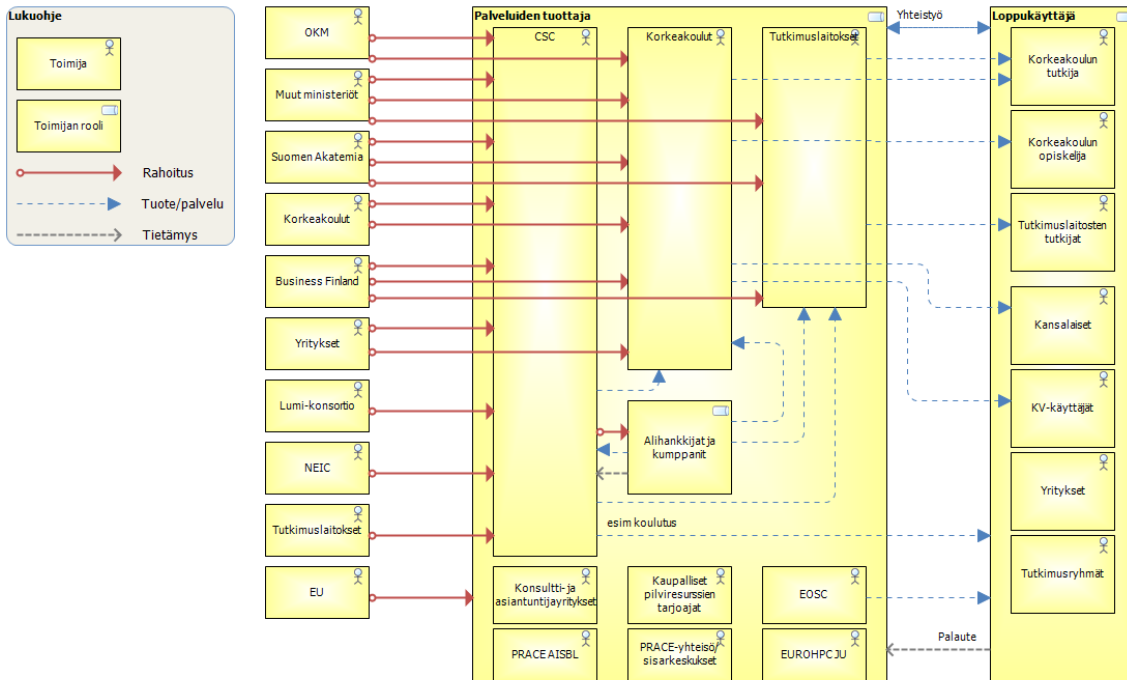 Lukuohje
Toimija
Toimijan rooli
Rahoitus
Tuote/palvelu
Tietämys
OKM
Muut ministeriöt
Suomen Akatemia
Korkeakoulut
Business Finland
Yritykset
Lumi-konsortio
NEIC
Tutkimuslaitokset
EU
Palveluiden tuottaja
CSC
Korkeakoulut
Tutkimuslaitokset
Alihankkijat ja
kumppanit
esim koulutus
Konsultti- ja
asiantuntijayritykset
Kaupalliset
pilviresurssien
tarjoajat
EOSC
PRACE AISBL
PRACE-yhteisö/
sisarkeskukset
EUROHPC JU
Yhteistyö
Palaute
Loppukäyttäjä
Korkeakoulun
tutkija
Korkeakoulun
opiskelija
Tutkimuslaitosten
tutkijat
Kansalaiset
KV-käyttäjät
Yritykset
Tutkimusryhmät